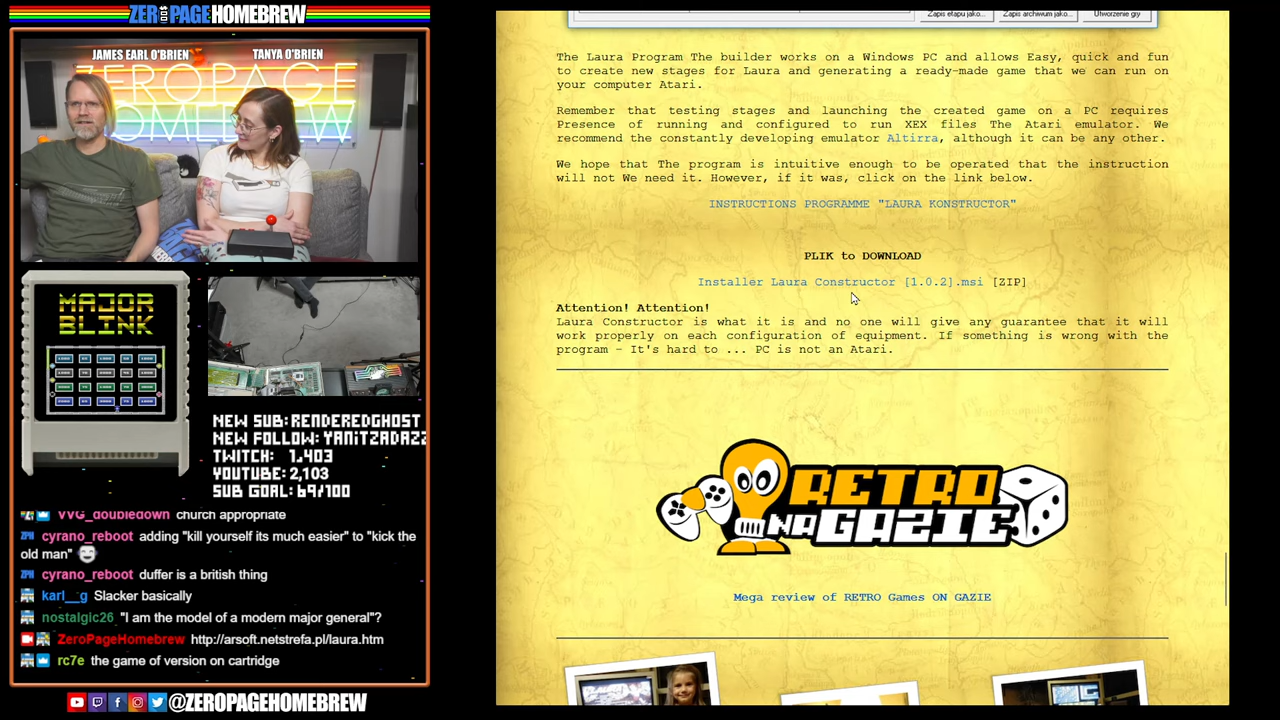 ZERO PAGE HOMEBREW
JAMES EARL O'BRIEN
TANYA O'BRIEN
ZEROPAGE
HOMEBREW
MAJOR
BLINK
NEW SUB: RENDEREDGHOST
NEW FOLLOW: YANITZADAZZ
TWITCH: 1,403
YOUTUBE: 2,103
SUB GOAL: 69/100
VVG_doubledown church appropriate
cyrano_reboot adding "kill yourself its much easier" to "kick the
old man"
cyrano_reboot duffer is a british thing
karl__g Slacker basically
nostalgic26 "I am the model of a modern major general"?
ZeroPageHomebrew http://arsoft.netstrefa.pl/laura.htm
rc7e the game of version on cartridge
@ZEROPAGEHOMEBREW
Zapis etapu jako... Zapis archiwum jako... Utworzenie gry
The Laura Program The builder works on a Windows PC and allows Easy, quick and fun
to create new stages for Laura and generating a ready-made game that we can run on
your computer Atari.
Remember that testing stages and launching the created game on a PC requires
Presence of running and configured to run XEX files The Atari emulator. We
recommend the constantly developing emulator Altirra, although it can be any other.
We hope that The program is intuitive enough to be operated that the instruction
will not We need it. However, if it was, click on the link below.
INSTRUCTIONS PROGRAMME "LAURA KONSTRUCTOR"
PLIK to DOWNLOAD
Installer Laura Constructor [1.0.2].msi [ZIP]
Attention! Attention!
Laura Constructor is what it is and no one will give any guarantee that it will
work properly on each configuration of equipment. If something is wrong with the
program – It's hard to ... PC is not an Atari.
RETRO
NA GAZIE
Mega review of RETRO Games ON GAZIE